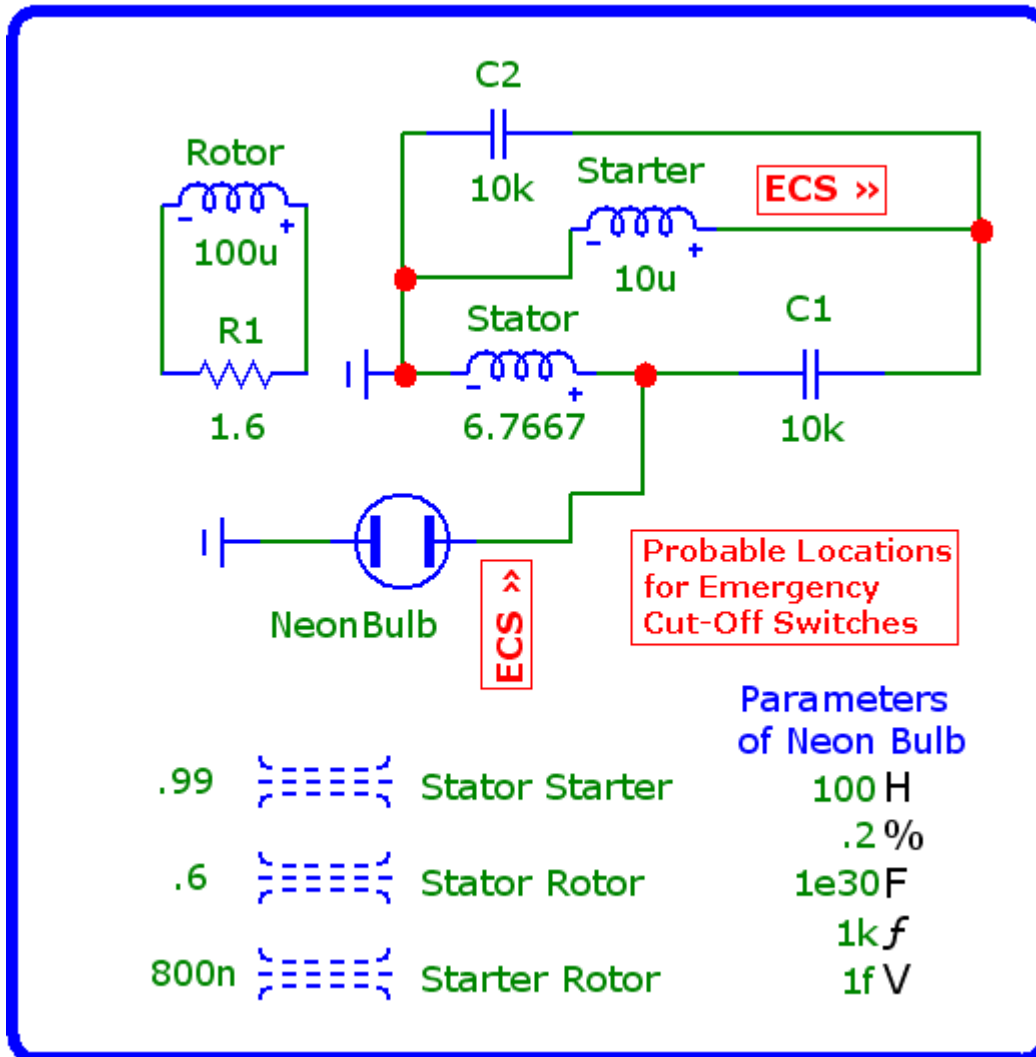 C2
10k
Rotor
- +
100u
Starter
- +
10u
ECS »
R1
1.6
Stator
- +
6.7667
C1
10k
NeonBulb
ECS »
Probable Locations
for Emergency
Cut-Off Switches
Parameters
of Neon Bulb
100 H
.2 %
1e30 F
1k ƒ
1f V
.99 Stator Starter
.6 Stator Rotor
800n Starter Rotor